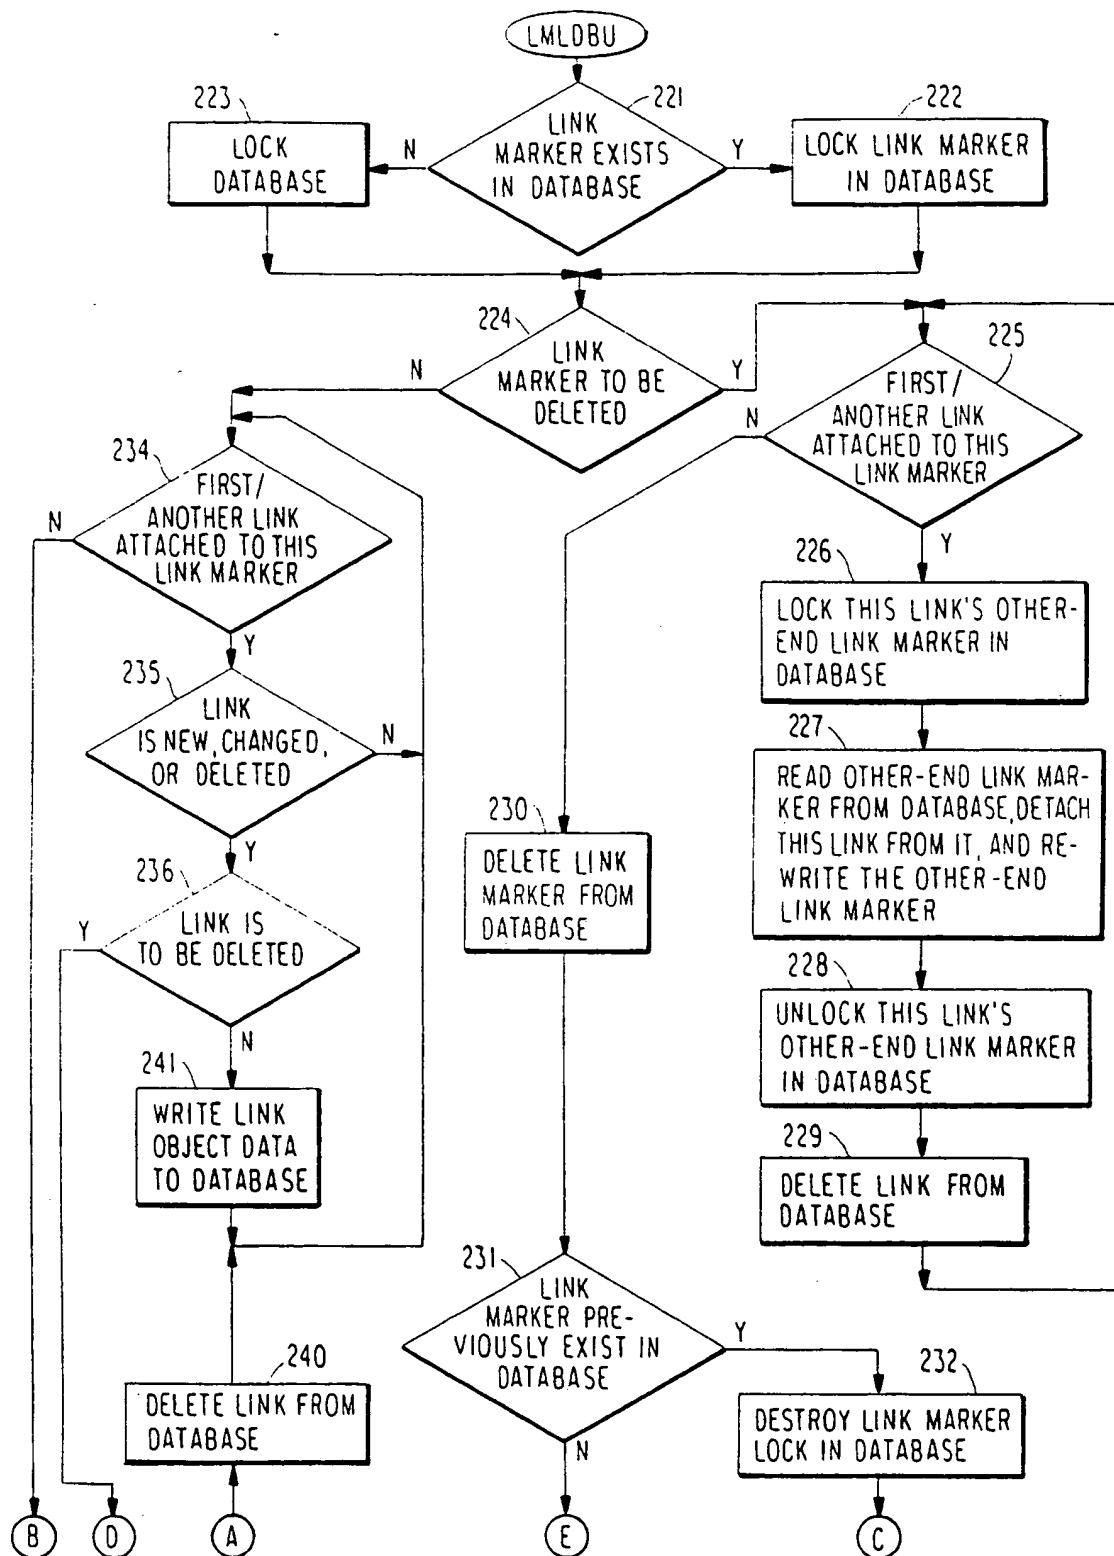 LMLDBU
223
221
222
LOCK
DATABASE
N
LINK
MARKER EXISTS
IN DATABASE
Y
LOCK LINK MARKER
IN DATABASE
224
LINK
MARKER TO BE
DELETED
N
Y
225
FIRST/
ANOTHER LINK
ATTACHED TO THIS
LINK MARKER
N
Y
234
FIRST/
ANOTHER LINK
ATTACHED TO THIS
LINK MARKER
N
Y
226
LOCK THIS LINK'S OTHER-
END LINK MARKER IN
DATABASE
235
LINK
IS NEW, CHANGED,
OR DELETED
N
Y
227
READ OTHER-END LINK MAR-
KER FROM DATABASE, DETACH
THIS LINK FROM IT, AND RE-
WRITE THE OTHER-END
LINK MARKER
230
DELETE LINK
MARKER FROM
DATABASE
236
LINK IS
TO BE DELETED
Y
N
228
UNLOCK THIS LINK'S
OTHER-END LINK MARKER
IN DATABASE
241
WRITE LINK
OBJECT DATA
TO DATABASE
229
DELETE LINK FROM
DATABASE
231
LINK
MARKER PRE-
VIOUSLY EXIST IN
DATABASE
Y
N
240
DELETE LINK FROM
DATABASE
232
DESTROY LINK MARKER
LOCK IN DATABASE
B
D
A
E
C